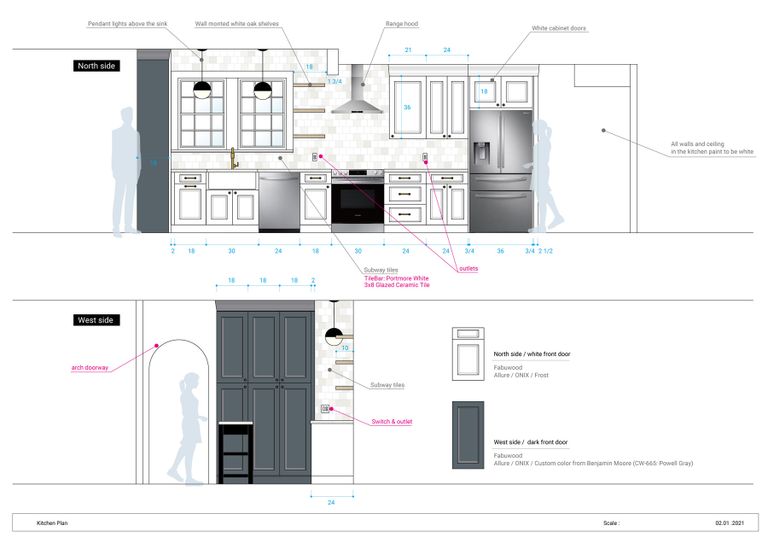 Pendant lights above the sink
Wall monted white oak shelves
Range hood
White cabinet doors
North side
21
24
18
1 3/4
36
18
All walls and ceiling
in the kitchen paint to be white
2
18
30
24
18
30
24
24
3/4
36
3/4
2 1/2
Subway tiles
TileBar: Portmore White
3x8 Glazed Ceramic Tile
outlets
18
18
18
2
West side
10
arch doorway
Subway tiles
Switch & outlet
24
North side / white front door
Fabuwood
Allure / ONIX / Frost
West side / dark front door
Fabuwood
Allure / ONIX / Custom color from Benjamin Moore (CW-665: Powell Gray)
Kitchen Plan
Scale :
02.01 .2021